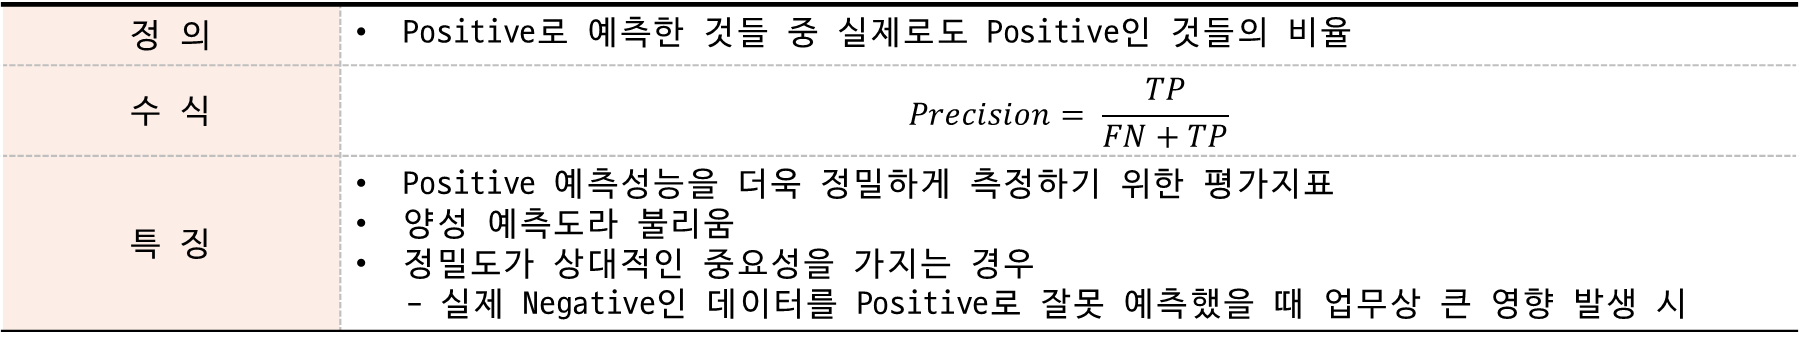 정 의
• Positive로 예측한 것들 중 실제로도 Positive인 것들의 비율
수 식
Precision = TP / (FN + TP)
특 징
• Positive 예측성능을 더욱 정밀하게 측정하기 위한 평가지표
• 양성 예측도라 불리움
• 정밀도가 상대적인 중요성을 가지는 경우
– 실제 Negative인 데이터를 Positive로 잘못 예측했을 때 업무상 큰 영향 발생 시